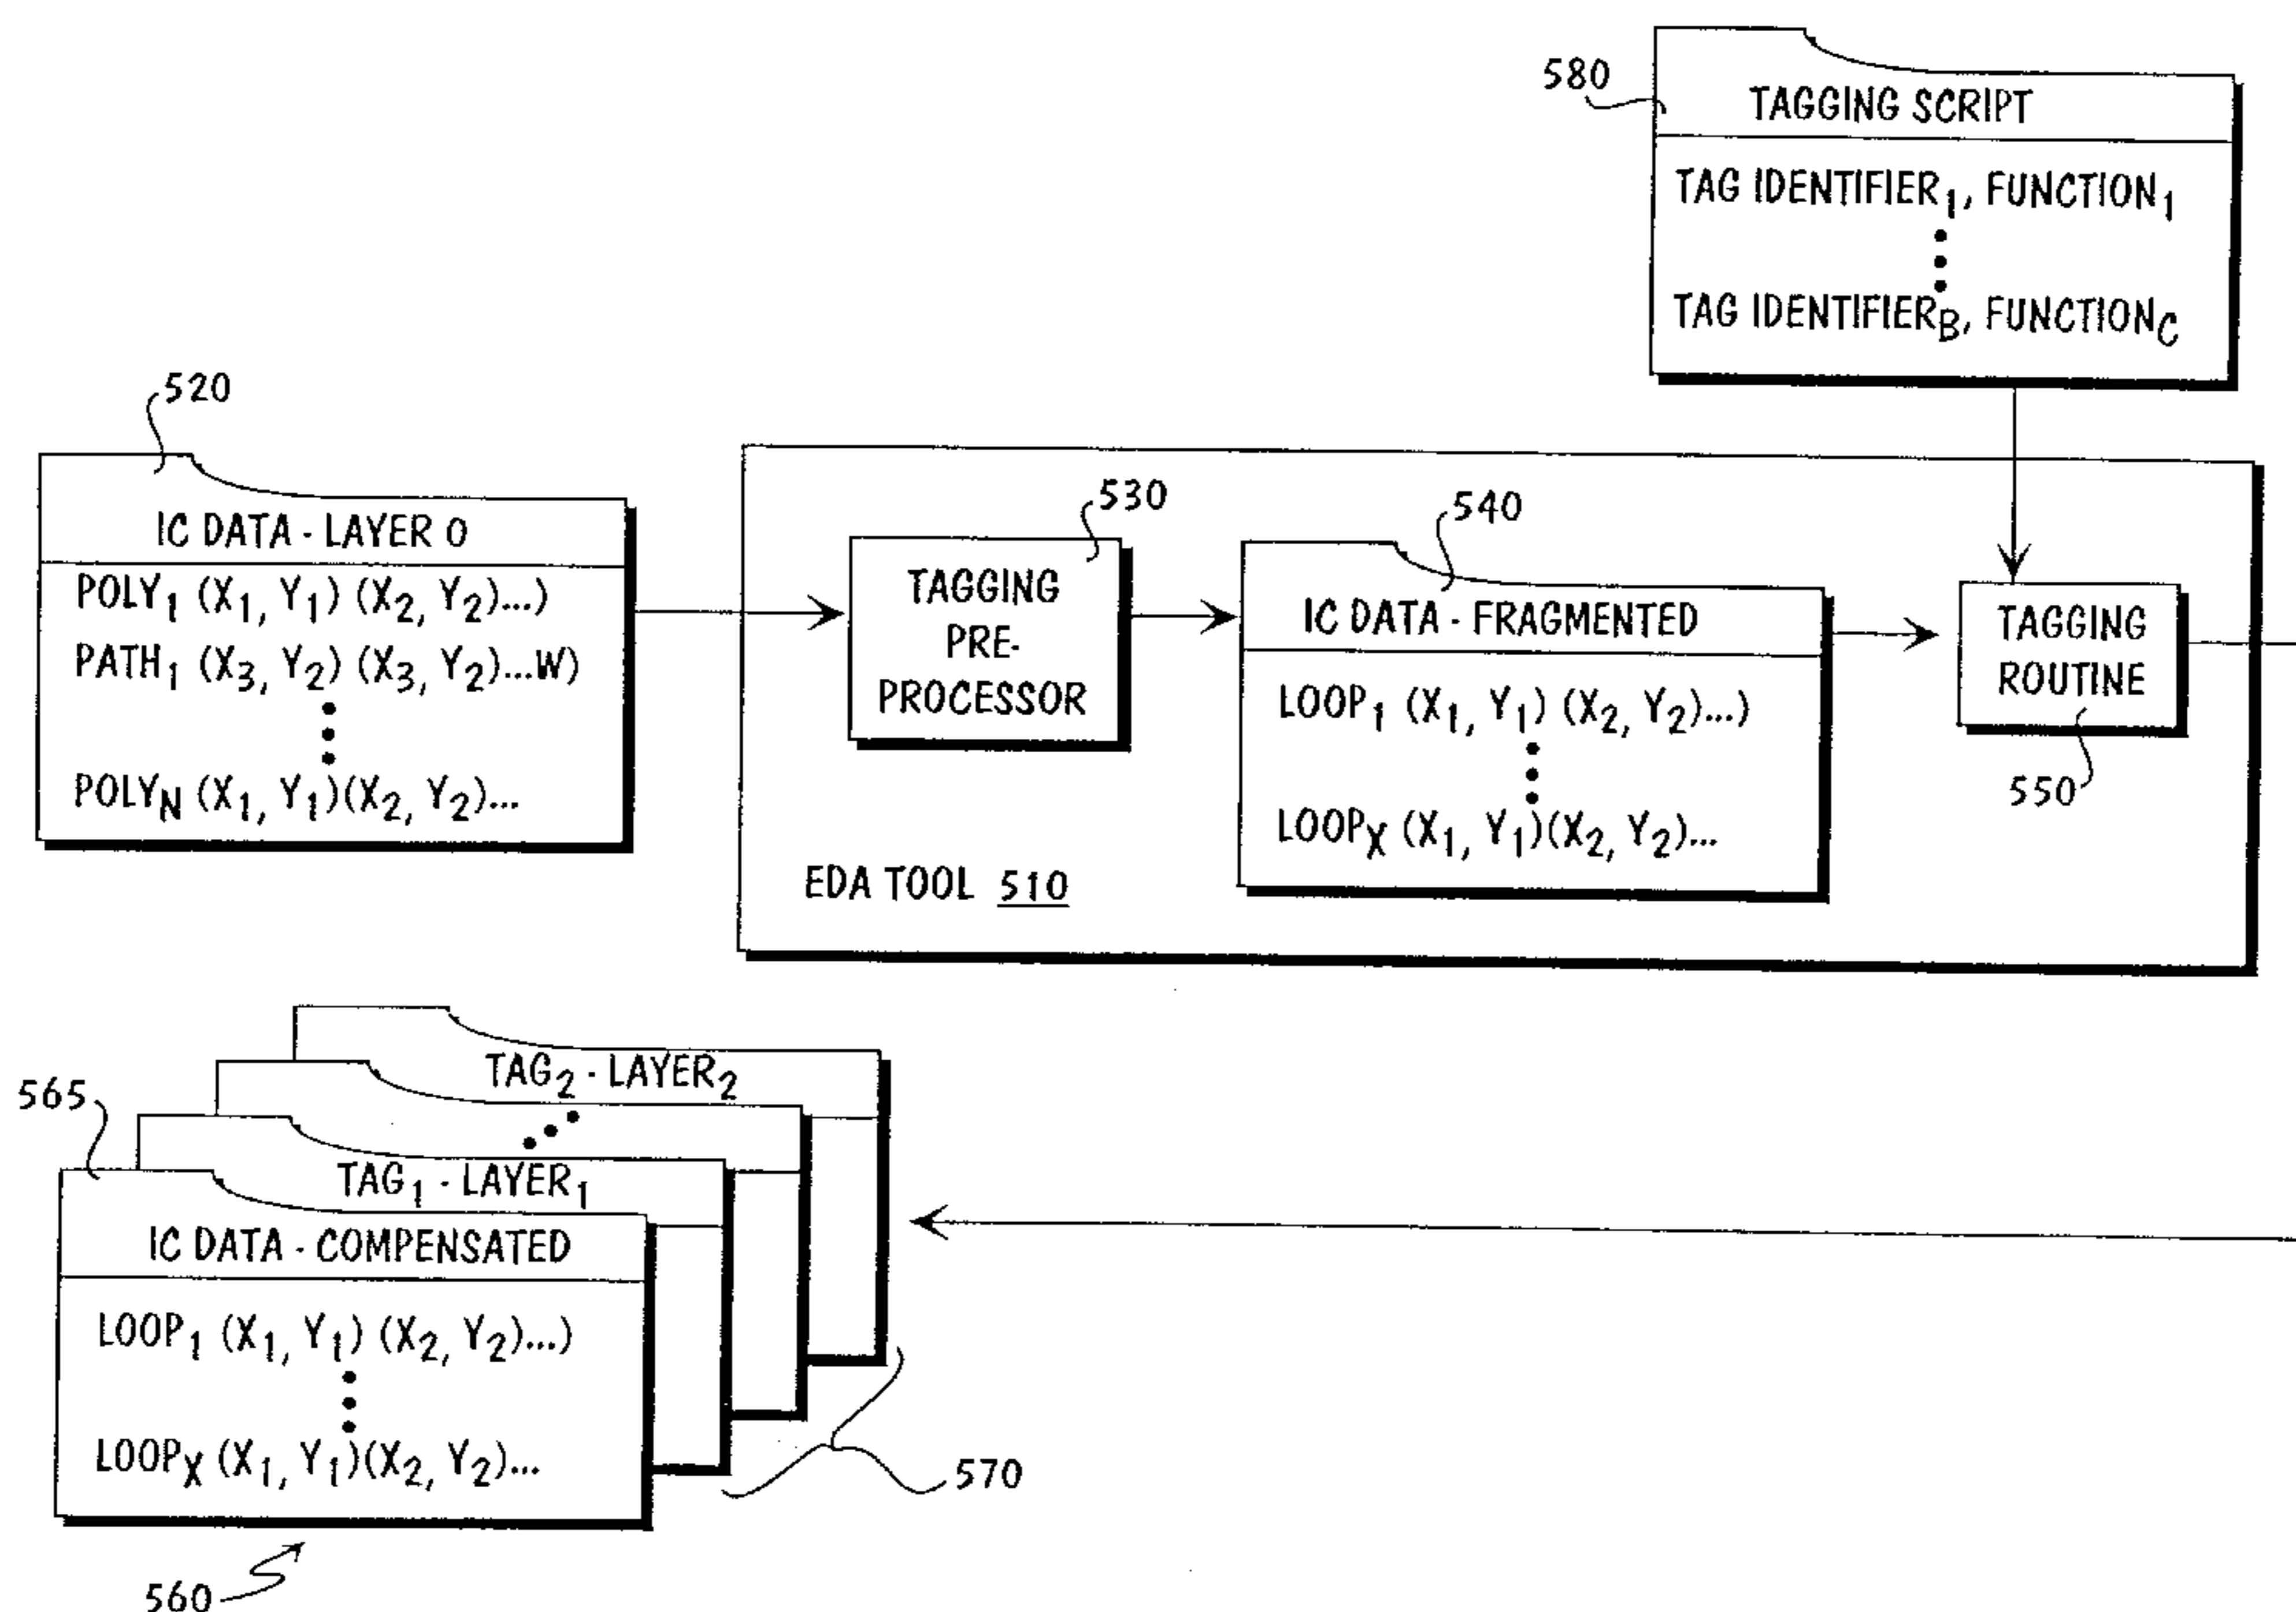 580
TAGGING SCRIPT
TAG IDENTIFIER1, FUNCTION1
TAG IDENTIFIERB, FUNCTIONC
520
IC DATA - LAYER 0
POLY1 (X1, Y1) (X2, Y2)...)
PATH1 (X3, Y2) (X3, Y2)...W)
POLYN (X1, Y1)(X2, Y2)...
530
TAGGING
PRE-
PROCESSOR
540
IC DATA - FRAGMENTED
LOOP1 (X1, Y1) (X2, Y2)...)
LOOPX (X1, Y1)(X2, Y2)...
TAGGING
ROUTINE
550
EDA TOOL 510
TAG2 - LAYER2
565
TAG1 - LAYER1
IC DATA - COMPENSATED
LOOP1 (X1, Y1) (X2, Y2)...)
LOOPX (X1, Y1)(X2, Y2)...
570
560